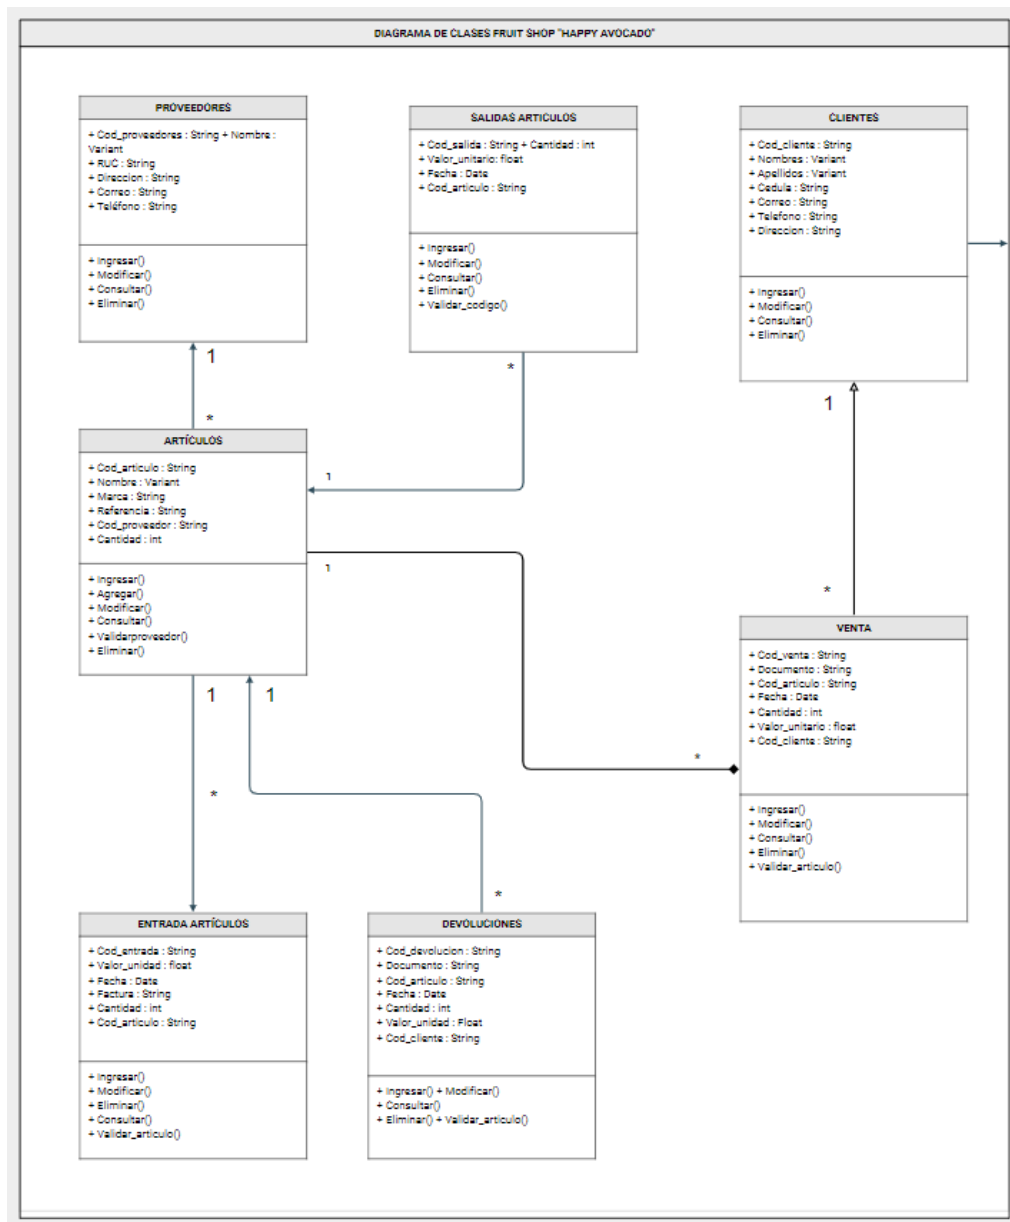 DIAGRAMA DE CLASES FRUIT SHOP "HAPPY AVOCADO"
PROVEEDORES
+ Cod_proveedores : String + Nombre :
Variant
+ RUC : String
+ Direccion : String
+ Correo : String
+ Teléfono : String
+ Ingresar()
+ Modificar()
+ Consultar()
+ Eliminar()
SALIDAS ARTICULOS
+ Cod_salida : String + Cantidad : int
+ Valor_unitario: float
+ Fecha : Date
+ Cod_articulo : String
+ Ingresar()
+ Modificar()
+ Consultar()
+ Eliminar()
+ Validar_codigo()
CLIENTES
+ Cod_cliente : String
+ Nombres : Variant
+ Apellidos : Variant
+ Cedula : String
+ Correo : String
+ Telefono : String
+ Direccion : String
+ Ingresar()
+ Modificar()
+ Consultar()
+ Eliminar()
1
*
*
1
1
*
ARTÍCULOS
+ Cod_articulo : String
+ Nombre : Variant
+ Marca : String
+ Referencia : String
+ Cod_proveedor : String
+ Cantidad : int
+ Ingresar()
+ Agregar()
+ Modificar()
+ Consultar()
+ Validarproveedor()
+ Eliminar()
1
*
VENTA
+ Cod_venta : String
+ Documento : String
+ Cod_articulo : String
+ Fecha : Date
+ Cantidad : int
+ Valor_unitario : float
+ Cod_cliente : String
+ Ingresar()
+ Modificar()
+ Consultar()
+ Eliminar()
+ Validar_articulo()
1
1
*
*
ENTRADA ARTÍCULOS
+ Cod_entrada : String
+ Valor_unidad : float
+ Fecha : Date
+ Factura : String
+ Cantidad : int
+ Cod_articulo : String
+ Ingresar()
+ Modificar()
+ Eliminar()
+ Consultar()
+ Validar_articulo()
DEVOLUCIONES
+ Cod_devolucion : String
+ Documento : String
+ Cod_articulo : String
+ Fecha : Date
+ Cantidad : int
+ Valor_unidad : Float
+ Cod_cliente : String
+ Ingresar() + Modificar()
+ Consultar()
+ Eliminar() + Validar_articulo()